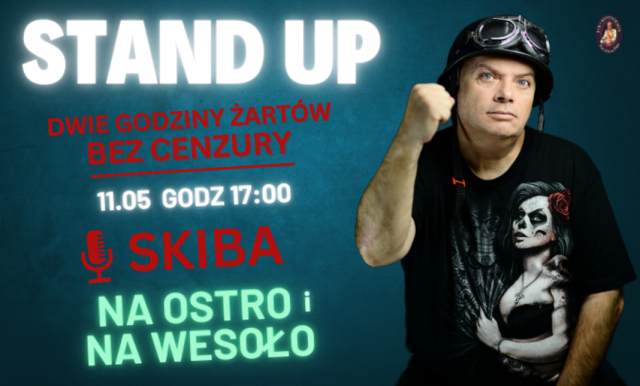 STAND UP
DWIE GODZINY ŻARTÓW
BEZ CENZURY
11.05 GODZ 17:00
SKIBA
NA OSTRO i
NA WESOŁO